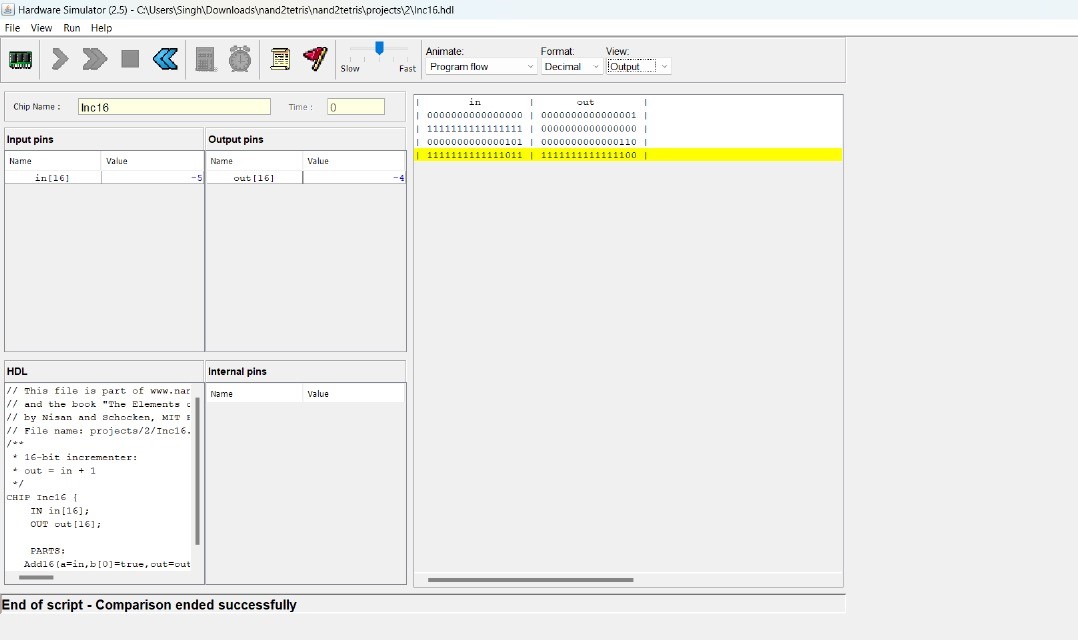 Hardware Simulator (2.5) - C:\Users\Singh\Downloads\nand2tetris\nand2tetris\projects\2\Inc16.hdl
File View Run Help
Slow Fast
Animate: Format: View:
Program flow Decimal Output
Chip Name : Inc16 Time : 0
Input pins Output pins
Name Value Name Value
in[16] -5 out[16] -4
| in | out |
| 0000000000000000 | 0000000000000001 |
| 1111111111111111 | 0000000000000000 |
| 0000000000000101 | 0000000000000110 |
| 1111111111111011 | 1111111111111100 |
HDL
// This file is part of www.nan
// and the book "The Elements o
// by Nisan and Schocken, MIT P
// File name: projects/2/Inc16.
/**
* 16-bit incrementer:
* out = in + 1
*/
CHIP Inc16 {
IN in[16];
OUT out[16];
PARTS:
Add16(a=in,b[0]=true,out=out
Internal pins
Name Value
End of script - Comparison ended successfully